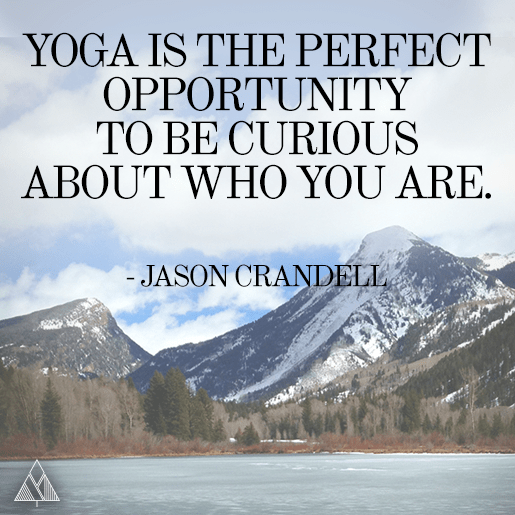 YOGA IS THE PERFECT
OPPORTUNITY
TO BE CURIOUS
ABOUT WHO YOU ARE.
- JASON CRANDELL